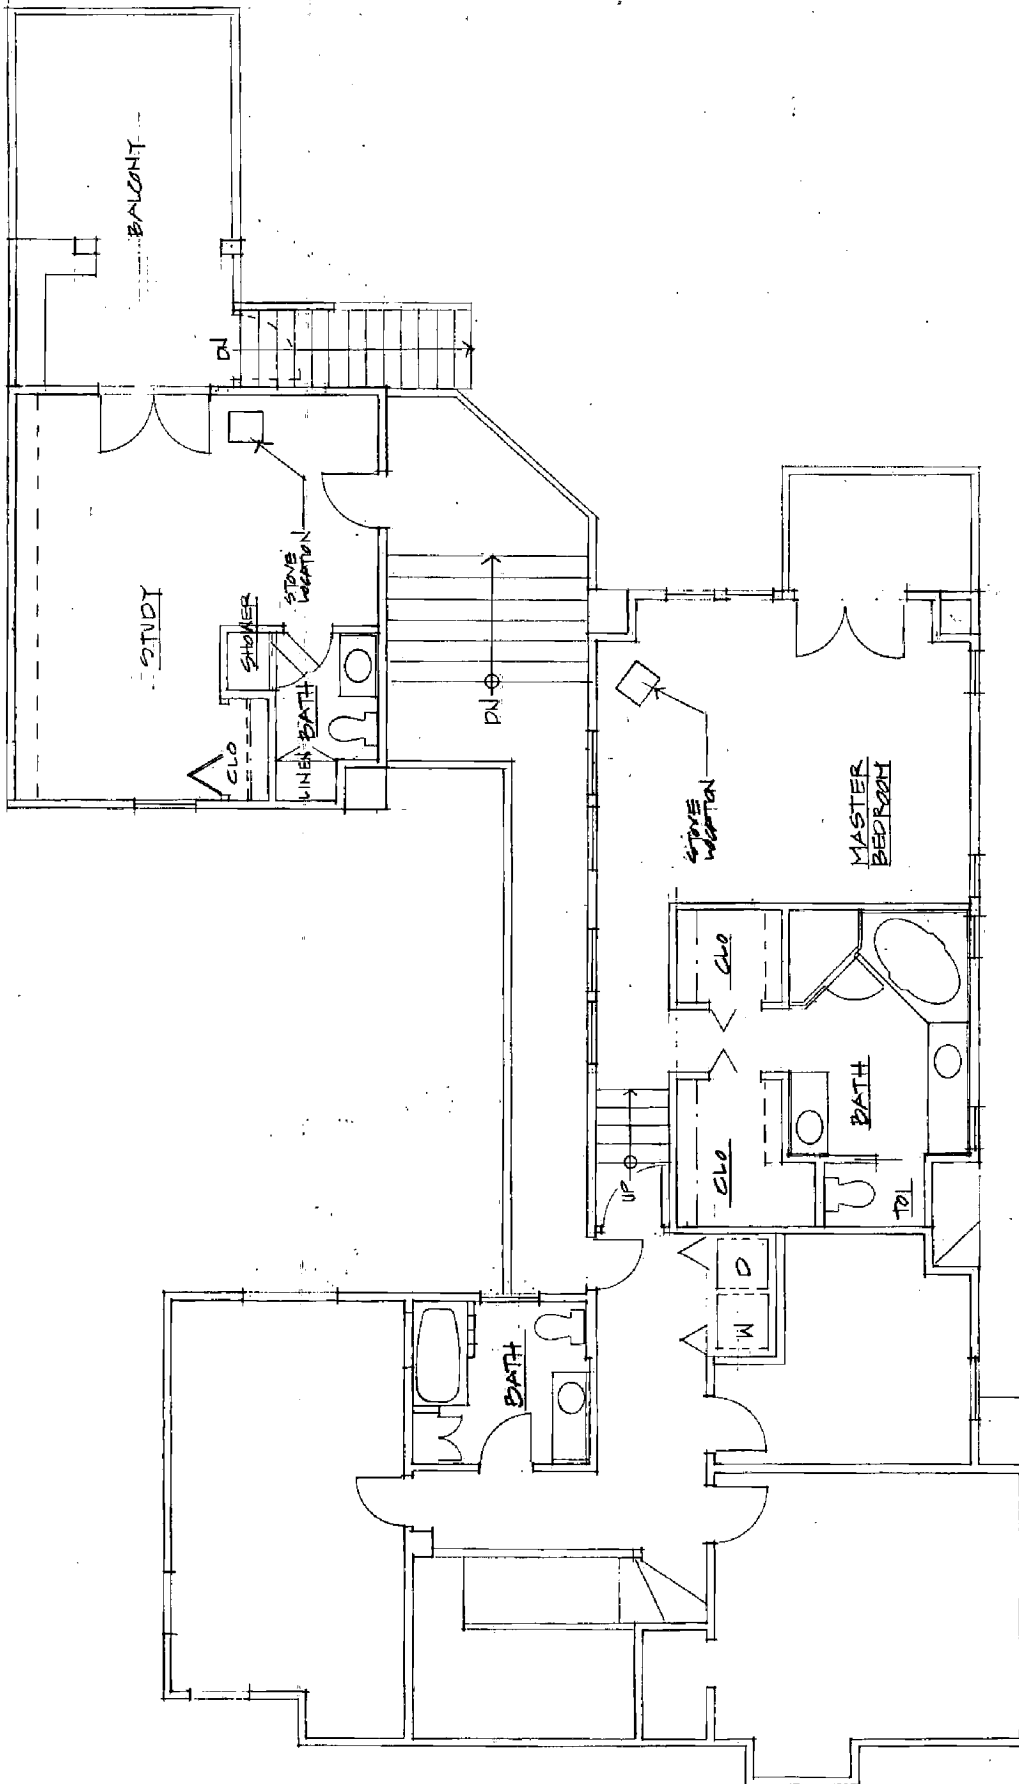 BALCONY
DN
STUDY
STOVE
LOCATION
SHOWER
BATH
LINEN
CLO
DN
STOVE
LOCATION
MASTER
BEDROOM
CLO
CLO
BATH
TOL
UP
D
W
BATH